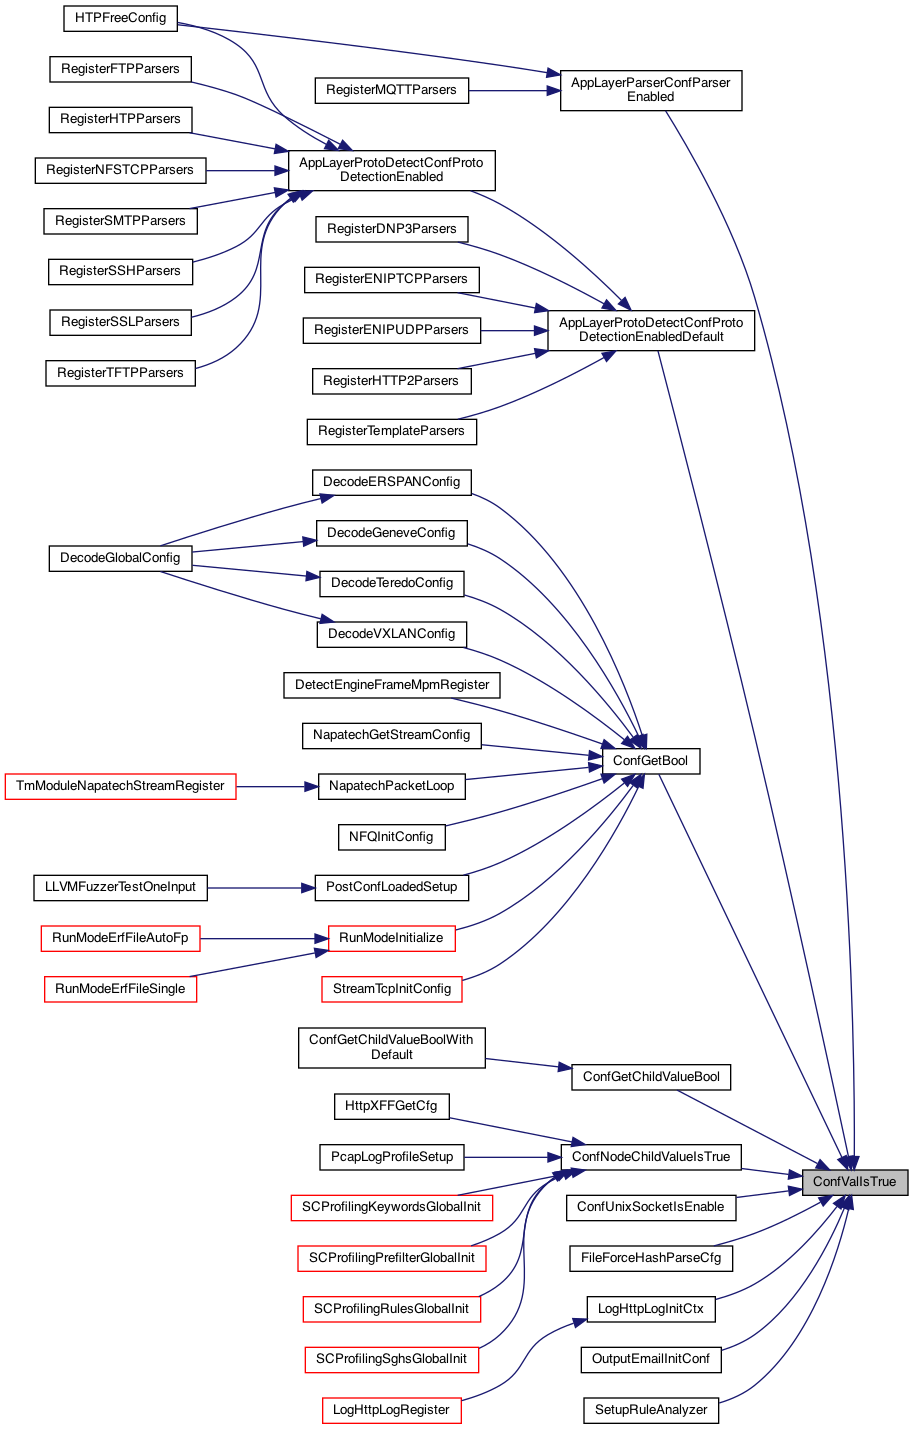 HTPFreeConfig
RegisterFTPParsers
RegisterMQTTParsers
AppLayerParserConfParser
Enabled
RegisterHTPParsers
AppLayerProtoDetectConfProto
DetectionEnabled
RegisterNFSTCPParsers
RegisterSMTPParsers
RegisterDNP3Parsers
RegisterSSHParsers
RegisterENIPTCPParsers
RegisterSSLParsers
RegisterENIPUDPParsers
AppLayerProtoDetectConfProto
DetectionEnabledDefault
RegisterTFTPParsers
RegisterHTTP2Parsers
RegisterTemplateParsers
DecodeERSPANConfig
DecodeGeneveConfig
DecodeGlobalConfig
DecodeTeredoConfig
DecodeVXLANConfig
DetectEngineFrameMpmRegister
NapatechGetStreamConfig
ConfGetBool
TmModuleNapatechStreamRegister
NapatechPacketLoop
NFQInitConfig
LLVMFuzzerTestOneInput
PostConfLoadedSetup
RunModeErfFileAutoFp
RunModeInitialize
RunModeErfFileSingle
StreamTcpInitConfig
ConfGetChildValueBoolWith
Default
ConfGetChildValueBool
HttpXFFGetCfg
PcapLogProfileSetup
ConfNodeChildValueIsTrue
ConfValIsTrue
SCProfilingKeywordsGlobalInit
ConfUnixSocketIsEnable
SCProfilingPrefilterGlobalInit
FileForceHashParseCfg
SCProfilingRulesGlobalInit
LogHttpLogInitCtx
SCProfilingSghsGlobalInit
OutputEmailInitConf
LogHttpLogRegister
SetupRuleAnalyzer